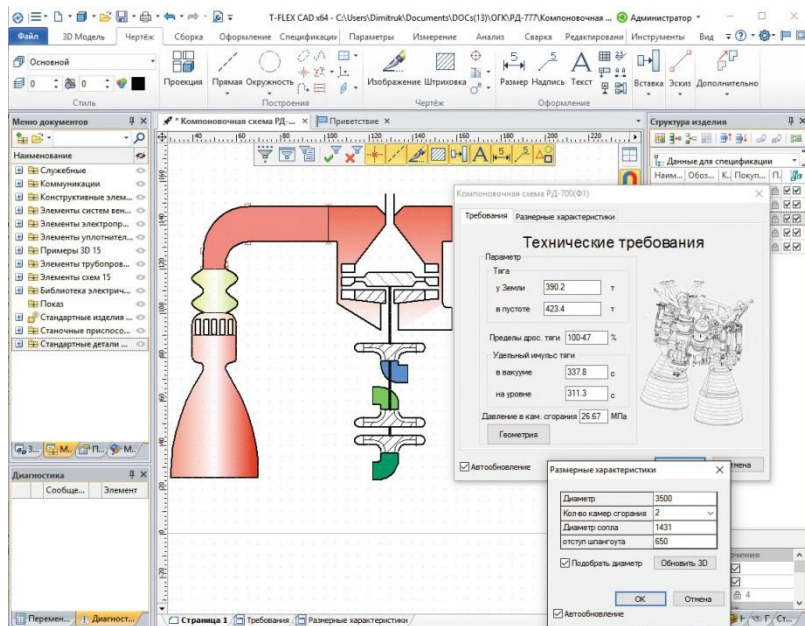 T-FLEX CAD x64 - C:\Users\Dimitruk\Documents\DOCs(13)\ОГК\РД-777\Компоновочная ...
Администратор
Файл 3D Модель Чертёж Сборка Оформление Спецификации Параметры Измерение Анализ Сварка Редактировани Инструменты Вид
Основной
0 0
Проекция Прямая Окружность Изображение Штриховка Размер Надпись Текст Вставка Эскиз Дополнительно
Стиль Построения Чертёж Оформление
Меню документов
* Компоновочная схема РД-... Приветствие
Структура изделия
Наименование
Служебные
Коммуникации
Конструктивные элем...
Элементы систем вен...
Элементы электропр...
Элементы уплотнител...
Примеры 3D 15
Элементы трубопров...
Элементы схем 15
Библиотека электрич...
Показ
Стандартные изделия ...
Станочные приспосо...
Стандартные детали ...
Данные для спецификации
Наим... Обоз... К. Покуп... П.
З... М... П... М..
Диагностика
Сообще... Элемент
Компоновочная схема РД-700(Ф1)
Требования Размерные характеристики
Технические требования
Параметр
Тяга
у Земли 390.2 т
в пустоте 423.4 т
Пределы дрос. тяги 100-47 %
Удельный имульс тяги
в вакууме 337.8 с
на уровне 311.3 с
Давление в кам. сгорания 26.67 МПа
Геометрия
Автообновление
Размерные характеристики
Диаметр 3500
Кол-во камер сгорания 2
Диаметр сопла 1431
отступ шпангоута 650
Подобрать диаметр Обновить 3D
OK Отмена
Автообновление
Перемен... Диагност...
Страница 1 Требования Размерные характеристики